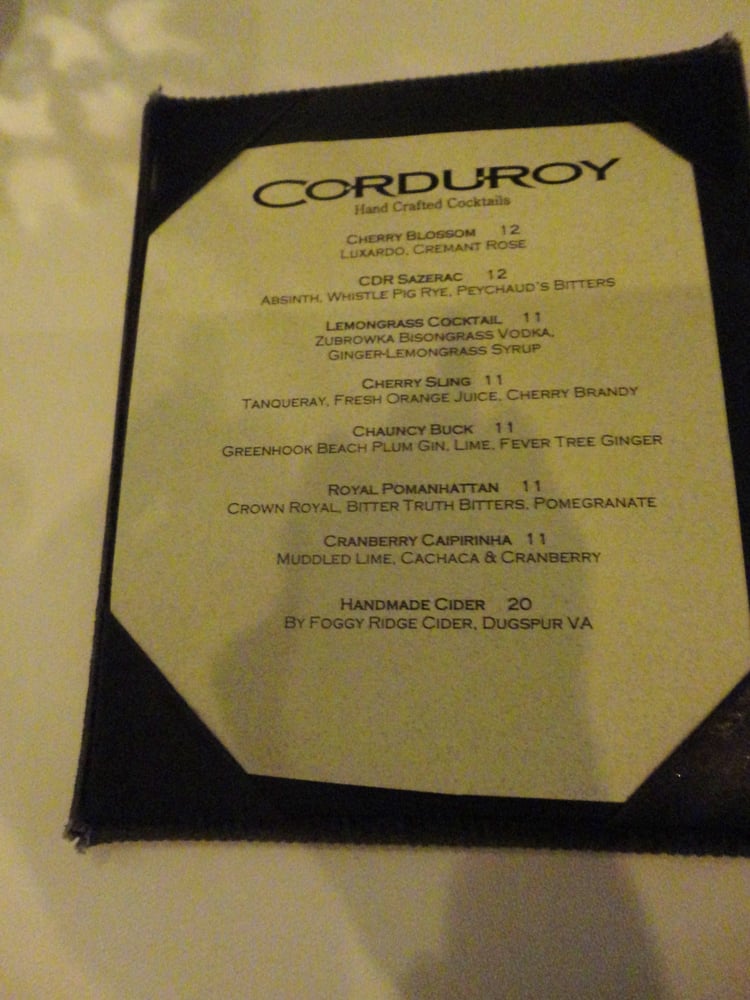 CORDUROY
Hand Crafted Cocktails
CHERRY BLOSSOM 12
LUXARDO, CREMANT ROSE
CDR SAZERAC 12
ABSINTH, WHISTLE PIG RYE, PEYCHAUD'S BITTERS
LEMONGRASS COCKTAIL 11
ZUBROWKA BISONGRASS VODKA,
GINGER-LEMONGRASS SYRUP
CHERRY SLING 11
TANQUERAY, FRESH ORANGE JUICE, CHERRY BRANDY
CHAUNCY BUCK 11
GREENHOOK BEACH PLUM GIN, LIME, FEVER TREE GINGER
ROYAL POMANHATTAN 11
CROWN ROYAL, BITTER TRUTH BITTERS, POMEGRANATE
CRANBERRY CAIPIRINHA 11
MUDDLED LIME, CACHACA & CRANBERRY
HANDMADE CIDER 20
BY FOGGY RIDGE CIDER, DUGSPUR VA